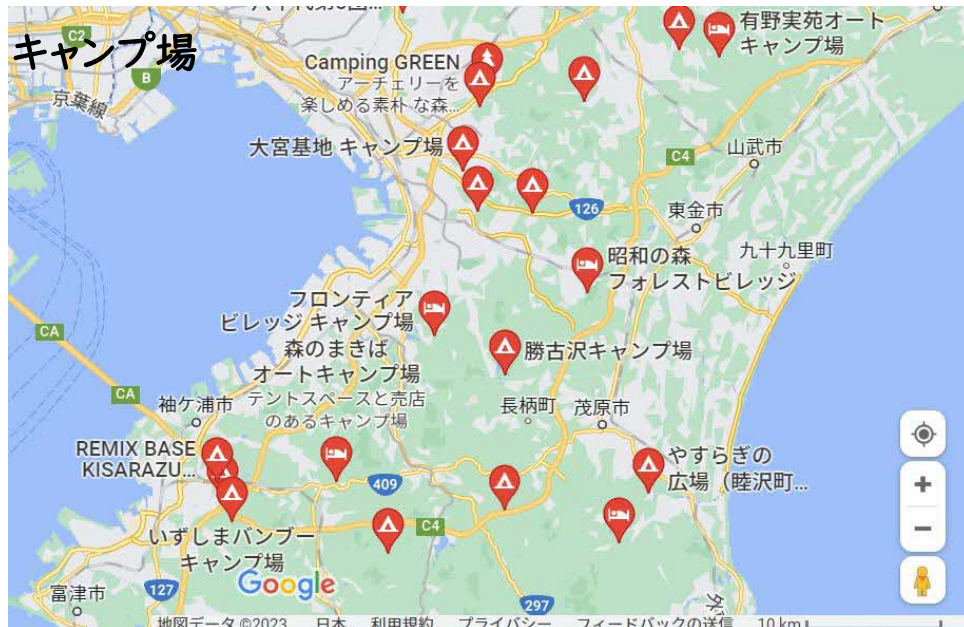 キャンプ場
有野実苑オート
キャンプ場
C2
B
京葉線
Camping GREEN
アーチェリーを
楽しめる素朴な森...
大宮基地 キャンプ場
C4
山武市
126
東金市
九十九里町
昭和の森
フォレストビレッジ
フロンティア
ビレッジ キャンプ場
CA
森のまきば
オートキャンプ場
テントスペースと売店
のあるキャンプ場
勝古沢キャンプ場
CA
袖ケ浦市
長柄町
茂原市
REMIX BASE
KISARAZU...
409
やすらぎの
広場（睦沢町...
いずしまバンブー
キャンプ場
C4
127
富津市
Google
297
地図データ ©2023 日本 利用規約 プライバシー フィードバックの送信 10 km